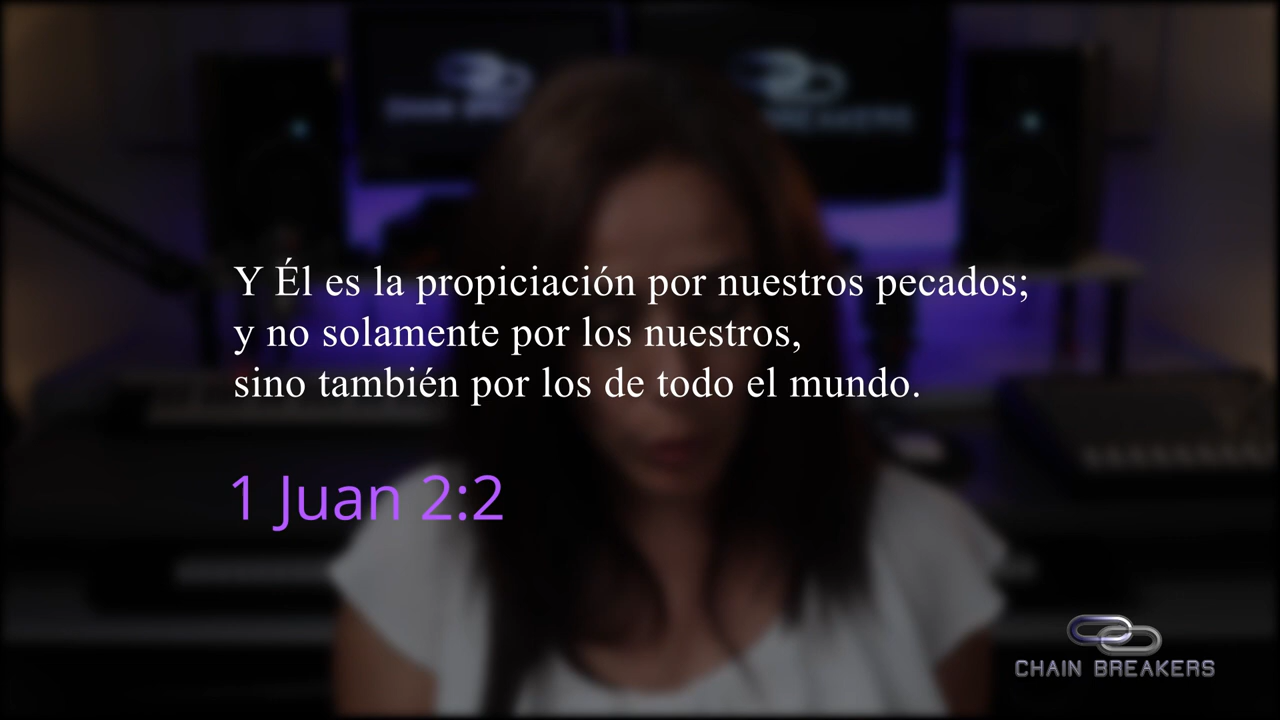 Y Él es la propiciación por nuestros pecados;
y no solamente por los nuestros,
sino también por los de todo el mundo.
1 Juan 2:2
CHAIN BREAKERS